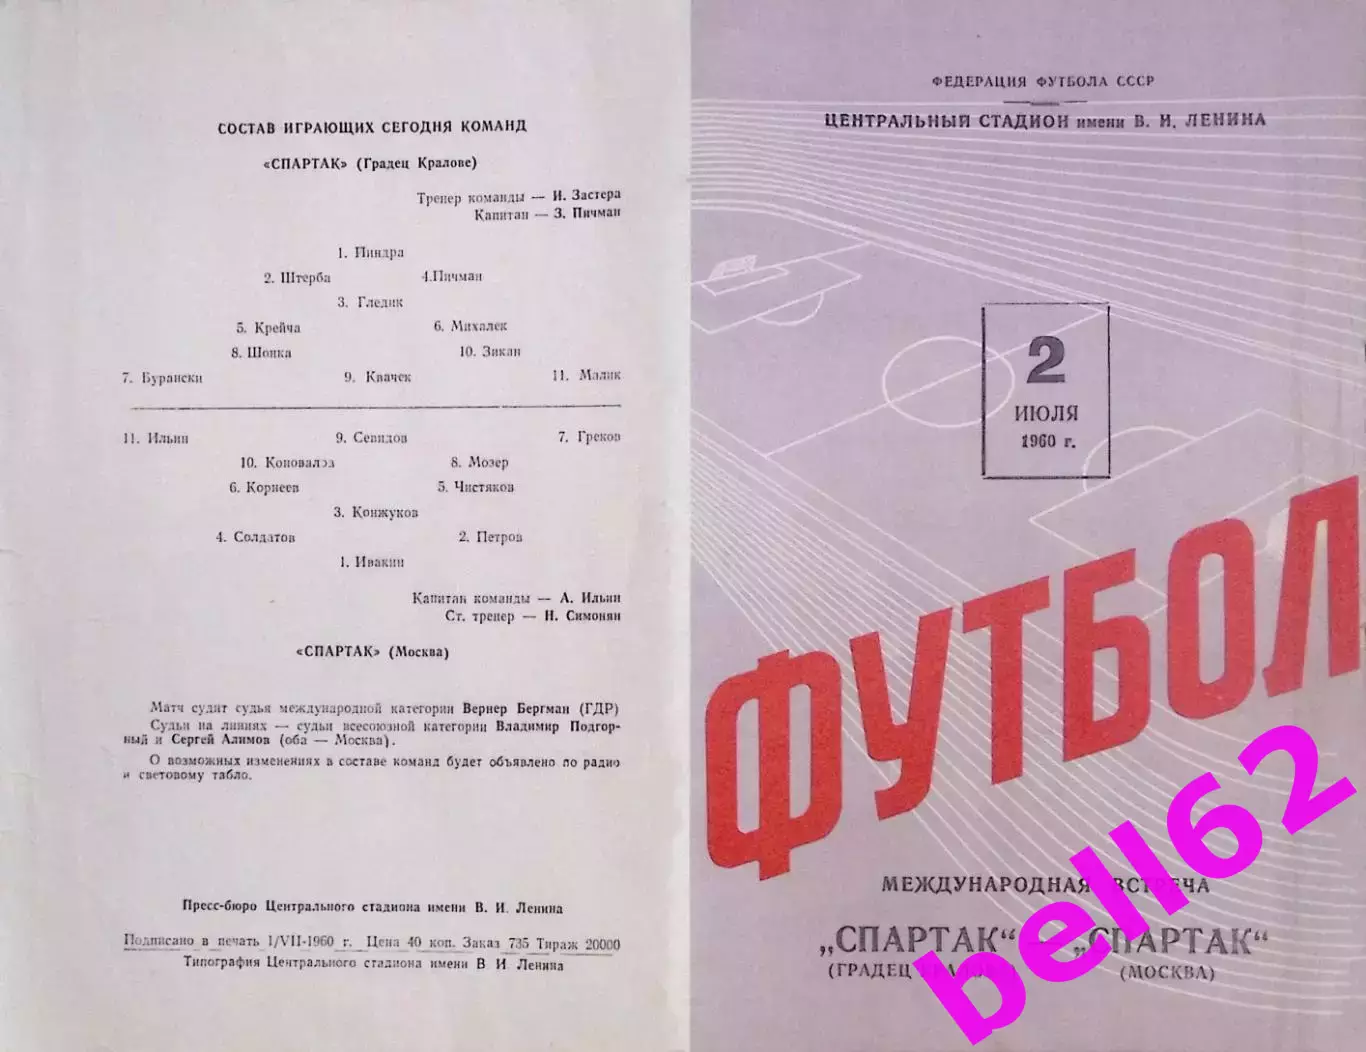 СОСТАВ ИГРАЮЩИХ СЕГОДНЯ КОМАНД
«СПАРТАК» (Градец Кралове)
Тренер команды — И. Застера
Капитан — З. Пичман
1. Пиндра
2. Штерба 4.Пичман
3. Гледик
5. Крейча 6. Михалек
8. Шопка 10. Зикан
7. Бурански 9. Квачек 11. Малик
11. Ильин 9. Севидов 7. Греков
10. Коновалэв 8. Мозер
6. Корнеев 5. Чистяков
3. Конжуков
4. Солдатов 2. Петров
1. Ивакин
Капитан команды — А. Ильин
Ст. тренер — Н. Симонян
«СПАРТАК» (Москва)
Матч судит судья международной категории Вернер Бергман (ГДР)
Судьи на линиях — судьи всесоюзной категории Владимир Подгор-
ный и Сергей Алимов (оба — Москва).
О возможных изменениях в составе команд будет объявлено по радио
и световому табло.
Пресс-бюро Центрального стадиона имени В. И. Ленина
Подписано в печать 1/VII-1960 г. Цена 40 коп. Заказ 735 Тираж 20000
Типография Центрального стадиона имени В И Ленина
ФЕДЕРАЦИЯ ФУТБОЛА СССР
ЦЕНТРАЛЬНЫЙ СТАДИОН имени В. И. ЛЕНИНА
2
ИЮЛЯ
1960 г.
ФУТБОЛ
МЕЖДУНАРОДНАЯ ВСТРЕЧА
„СПАРТАК“ — „СПАРТАК“
(ГРАДЕЦ (МОСКВА)
bell62